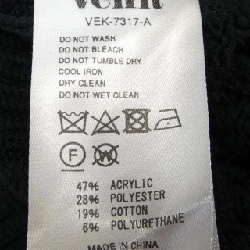 VEK-7317-A
DO NOT WASH
DO NOT BLEACH
DO NOT TUMBLE DRY
COOL IRON
DRY CLEAN
DO NOT WET CLEAN
F W
47% ACRYLIC
28% POLYESTER
19% COTTON
6% POLYURETHANE
MADE IN CHINA